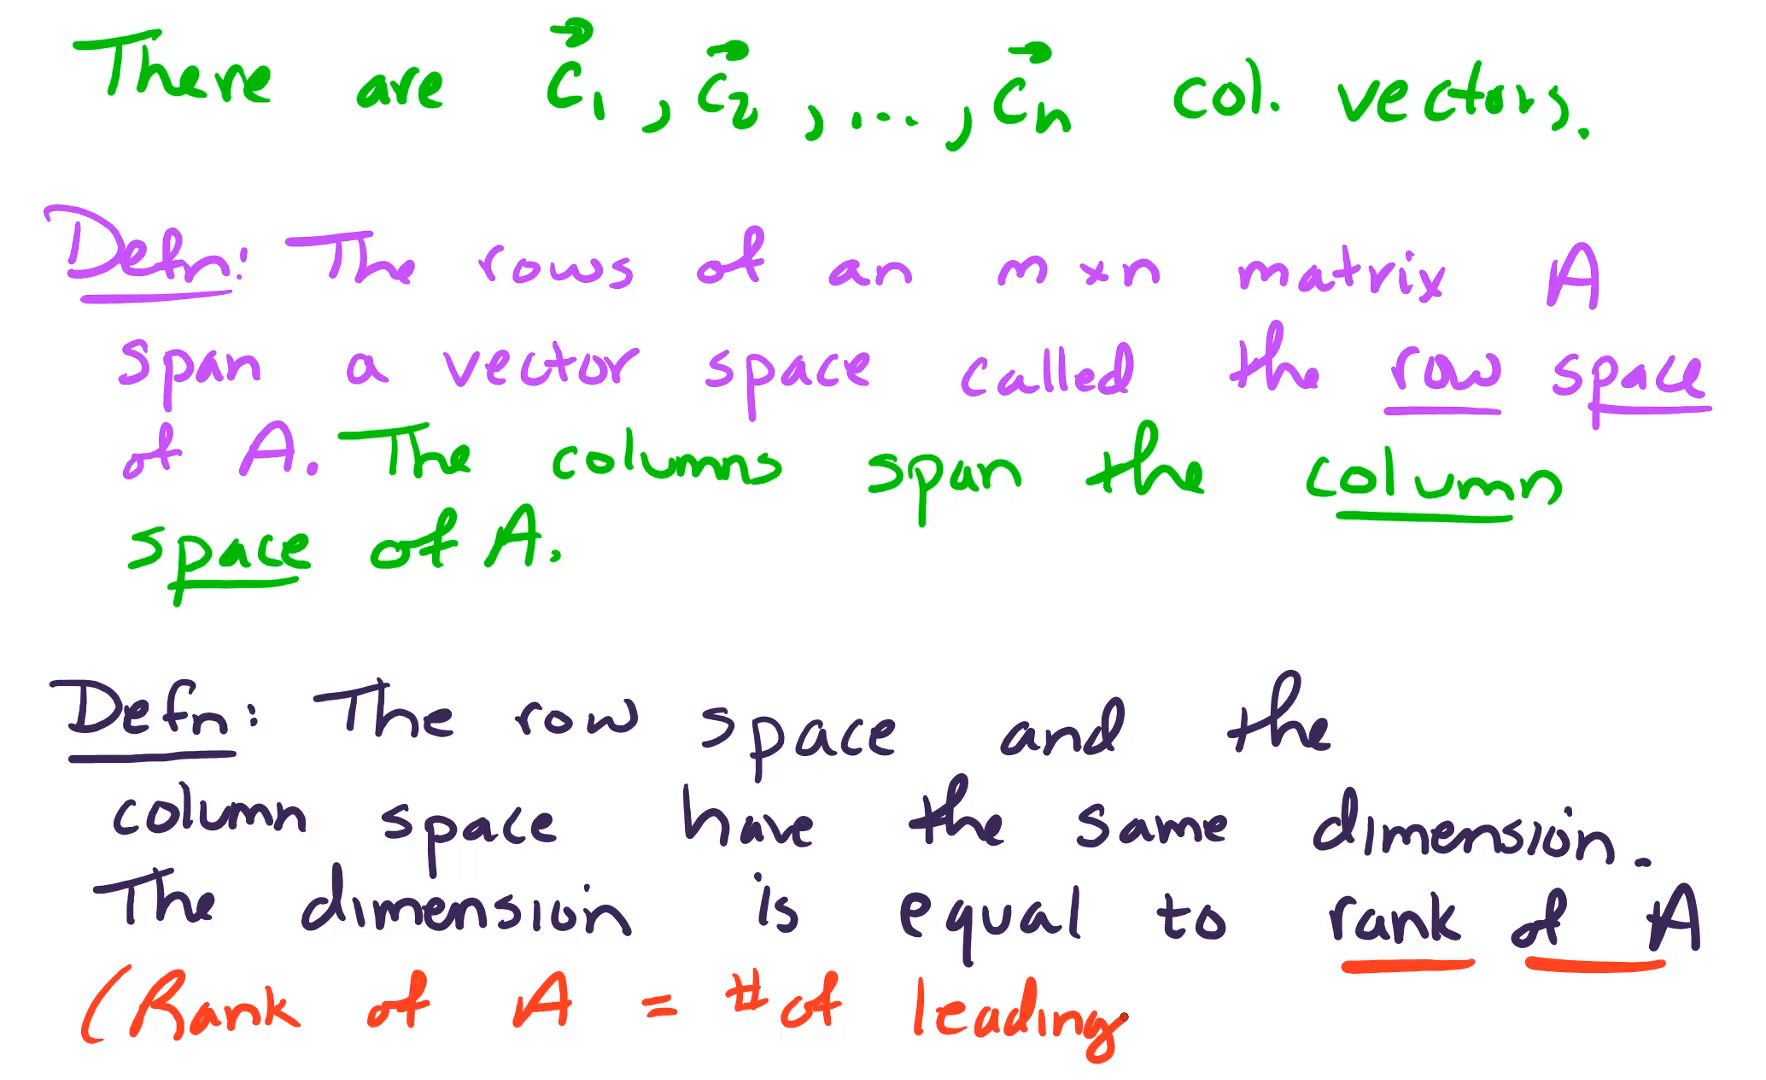 There are c⃗₁, c⃗₂, ..., c⃗ₙ col. vectors.
Defn: The rows of an m×n matrix A
span a vector space called the row space
of A. The columns span the column
space of A.
Defn: The row space and the
column space have the same dimension.
The dimension is equal to rank of A
(Rank of A = # of leading